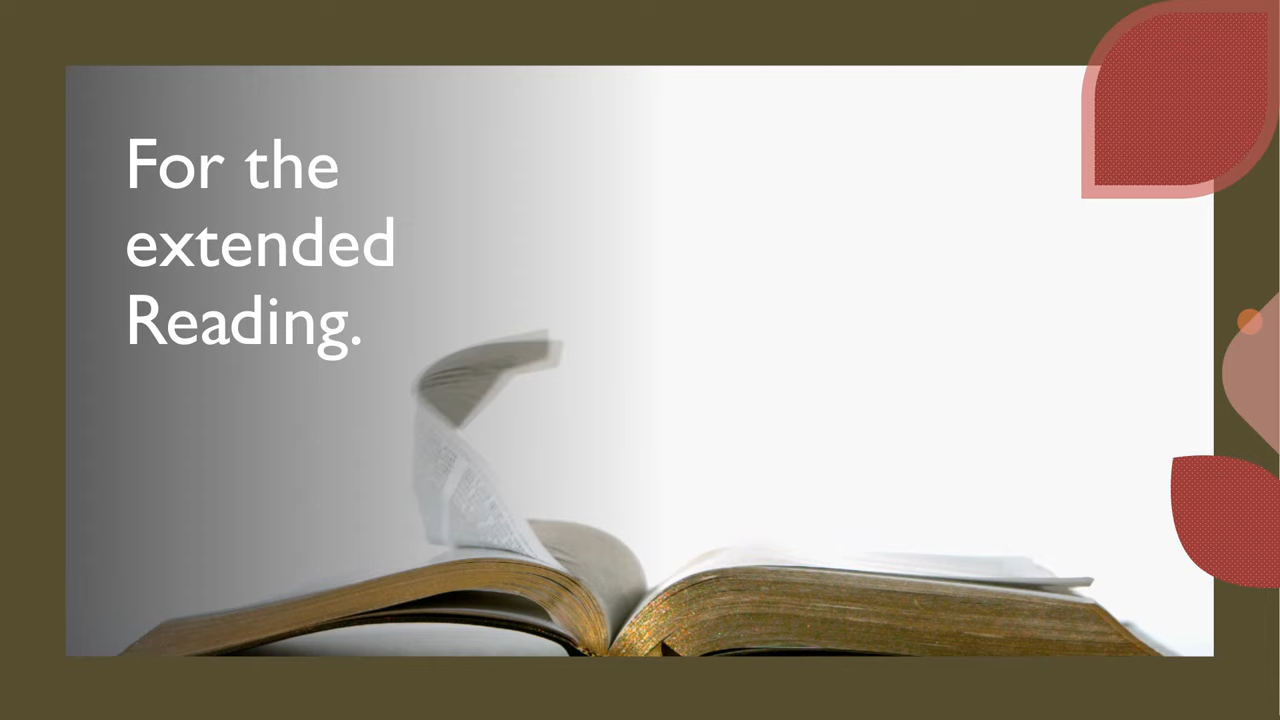 For the
extended
Reading.